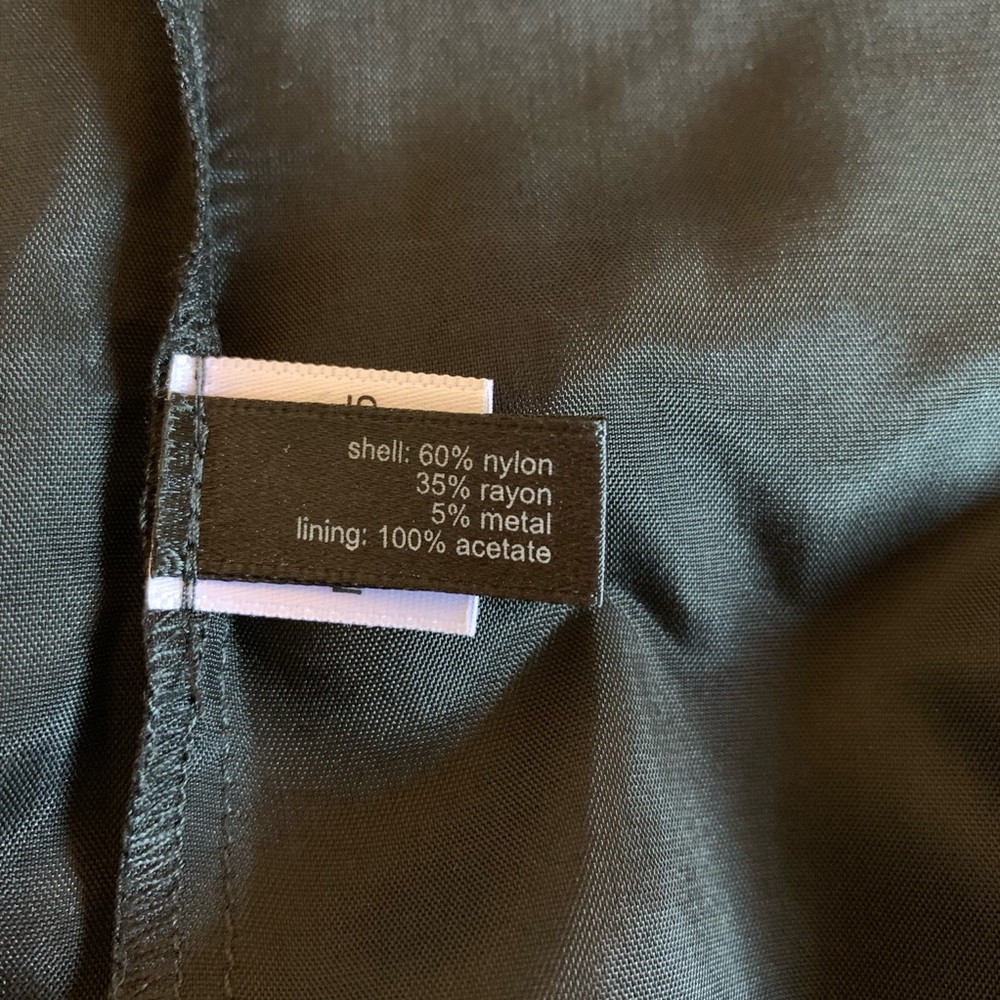 shell: 60% nylon
35% rayon
5% metal
lining: 100% acetate